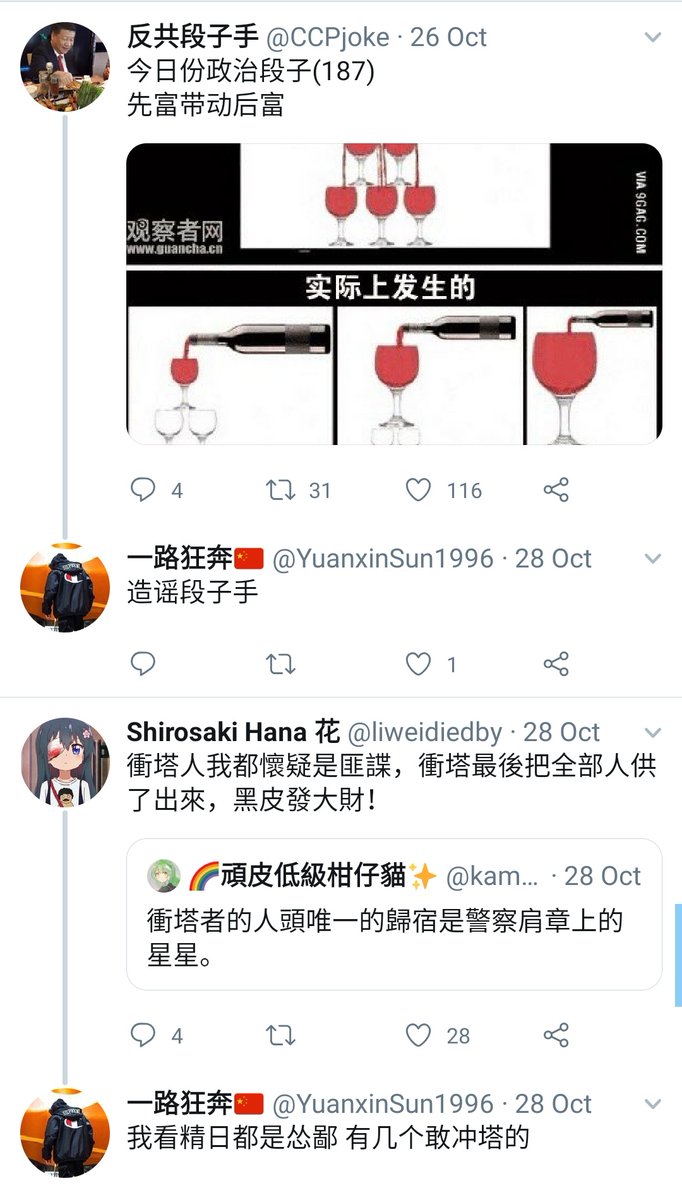 反共段子手 @CCPjoke · 26 Oct
今日份政治段子(187)
先富带动后富
观察者网
www.guancha.cn
VIA 9GAG.COM
实际上发生的
4 31 116
一路狂奔🇨🇳 @YuanxinSun1996 · 28 Oct
造谣段子手
1
Shirosaki Hana 花 @liweidiedby · 28 Oct
衝塔人我都懷疑是匪諜，衝塔最後把全部人供
了出來，黑皮發大財！
🌈頑皮低級柑仔貓✨ @kam... · 28 Oct
衝塔者的人頭唯一的歸宿是警察肩章上的
星星。
4 28
一路狂奔🇨🇳 @YuanxinSun1996 · 28 Oct
我看精日都是怂鄙 有几个敢冲塔的